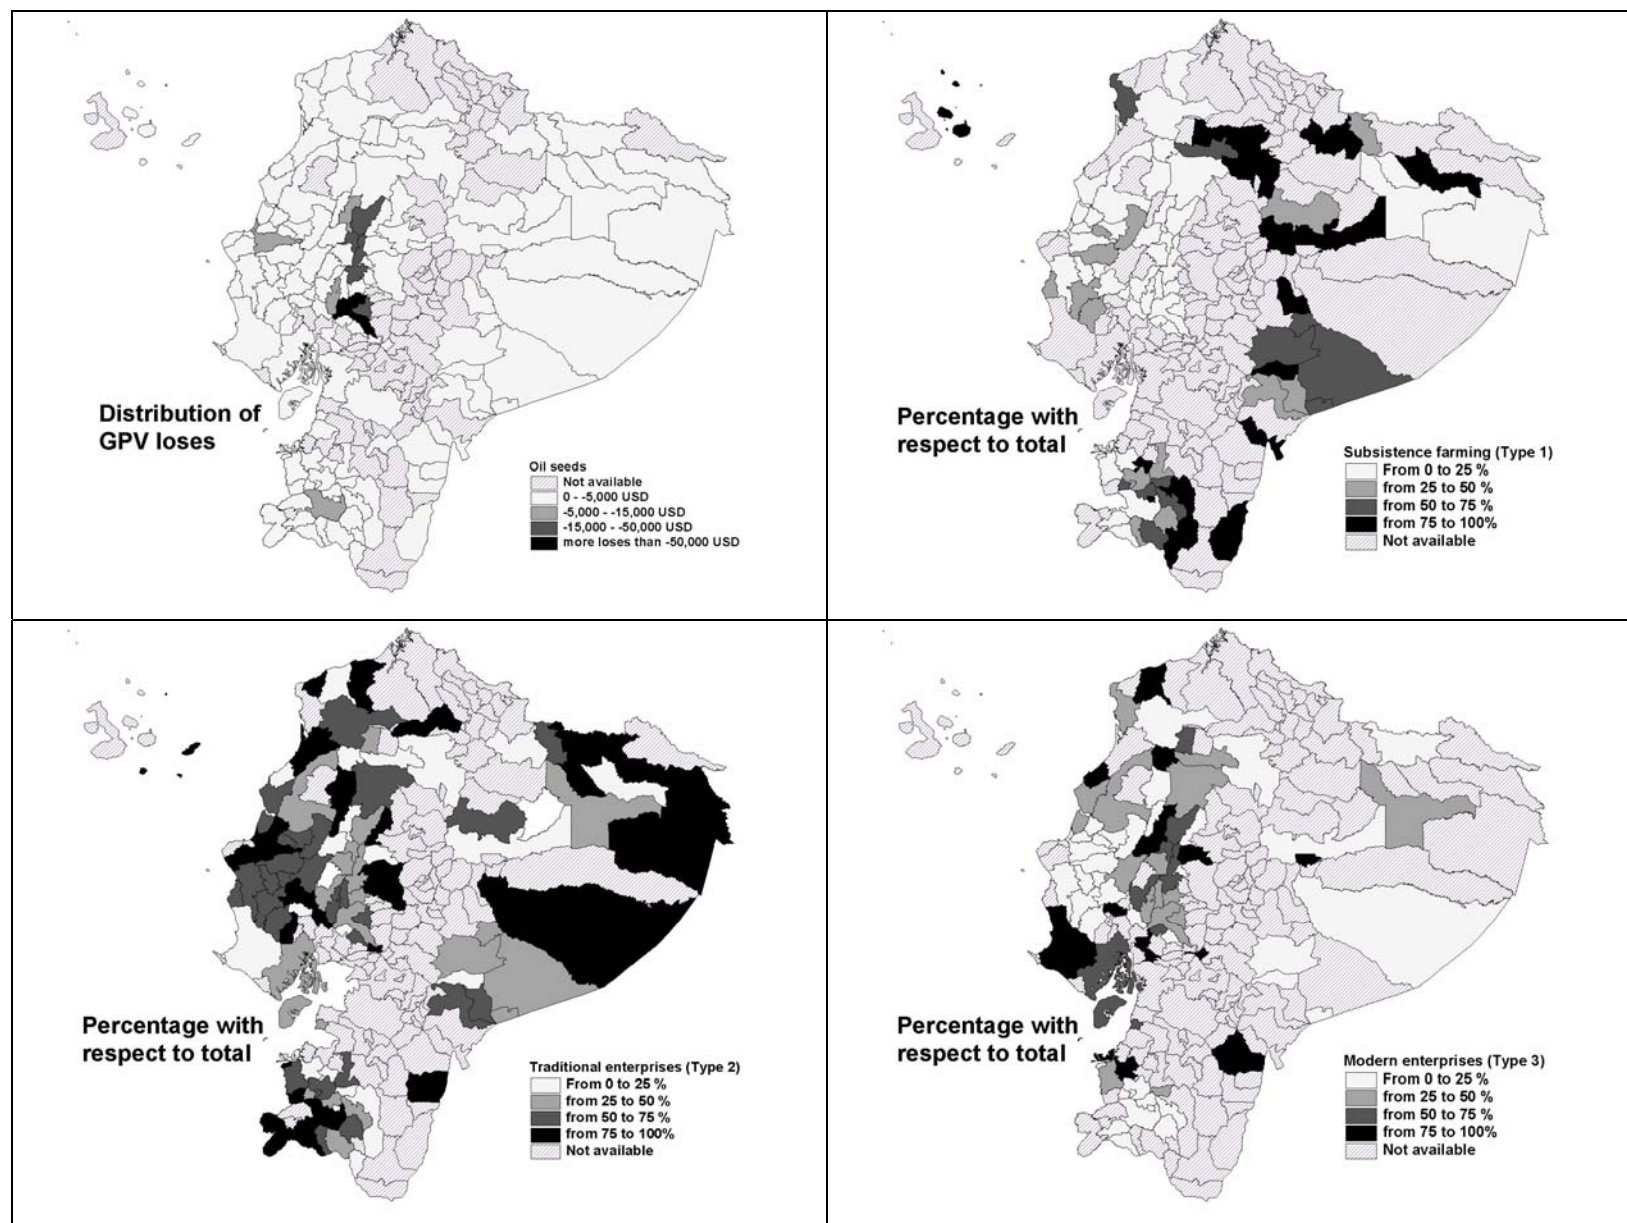 Distribution of
GPV loses
Oil seeds
Not available
0 - -5,000 USD
-5,000 - -15,000 USD
-15,000 - -50,000 USD
more loses than -50,000 USD
Percentage with
respect to total
Subsistence farming (Type 1)
From 0 to 25 %
from 25 to 50 %
from 50 to 75 %
from 75 to 100%
Not available
Percentage with
respect to total
Traditional enterprises (Type 2)
From 0 to 25 %
from 25 to 50 %
from 50 to 75 %
from 75 to 100%
Not available
Percentage with
respect to total
Modern enterprises (Type 3)
From 0 to 25 %
from 25 to 50 %
from 50 to 75 %
from 75 to 100%
Not available